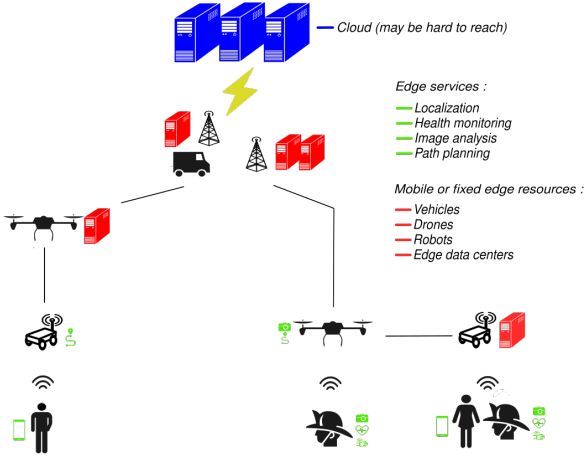 Cloud (may be hard to reach)
Edge services :
Localization
Health monitoring
Image analysis
Path planning
Mobile or fixed edge resources :
Vehicles
Drones
Robots
Edge data centers